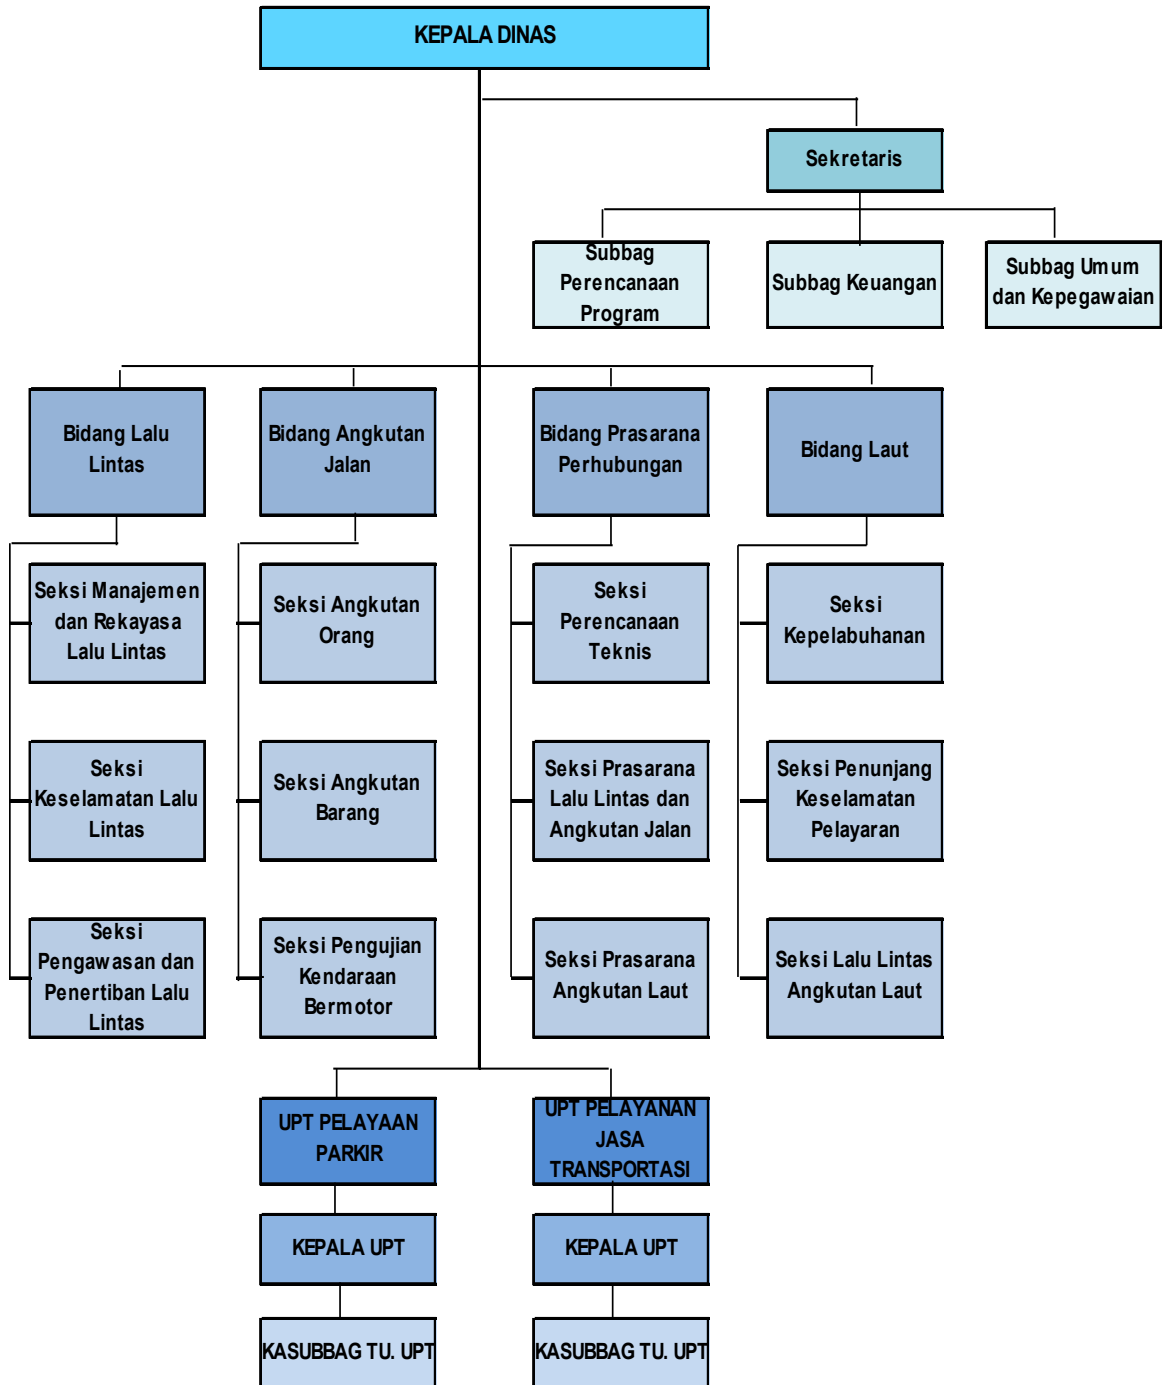 KEPALA DINAS
Sekretaris
Subbag
Perencanaan
Program
Subbag Keuangan
Subbag Umum
dan Kepegawaian
Bidang Lalu
Lintas
Bidang Angkutan
Jalan
Bidang Prasarana
Perhubungan
Bidang Laut
Seksi Manajemen
dan Rekayasa
Lalu Lintas
Seksi Angkutan
Orang
Seksi
Perencanaan
Teknis
Seksi
Kepelabuhanan
Seksi
Keselamatan Lalu
Lintas
Seksi Angkutan
Barang
Seksi Prasarana
Lalu Lintas dan
Angkutan Jalan
Seksi Penunjang
Keselamatan
Pelayaran
Seksi
Pengawasan dan
Penertiban Lalu
Lintas
Seksi Pengujian
Kendaraan
Bermotor
Seksi Prasarana
Angkutan Laut
Seksi Lalu Lintas
Angkutan Laut
UPT PELAYAAN
PARKIR
UPT PELAYANAN
JASA
TRANSPORTASI
KEPALA UPT
KEPALA UPT
KASUBBAG TU. UPT
KASUBBAG TU. UPT